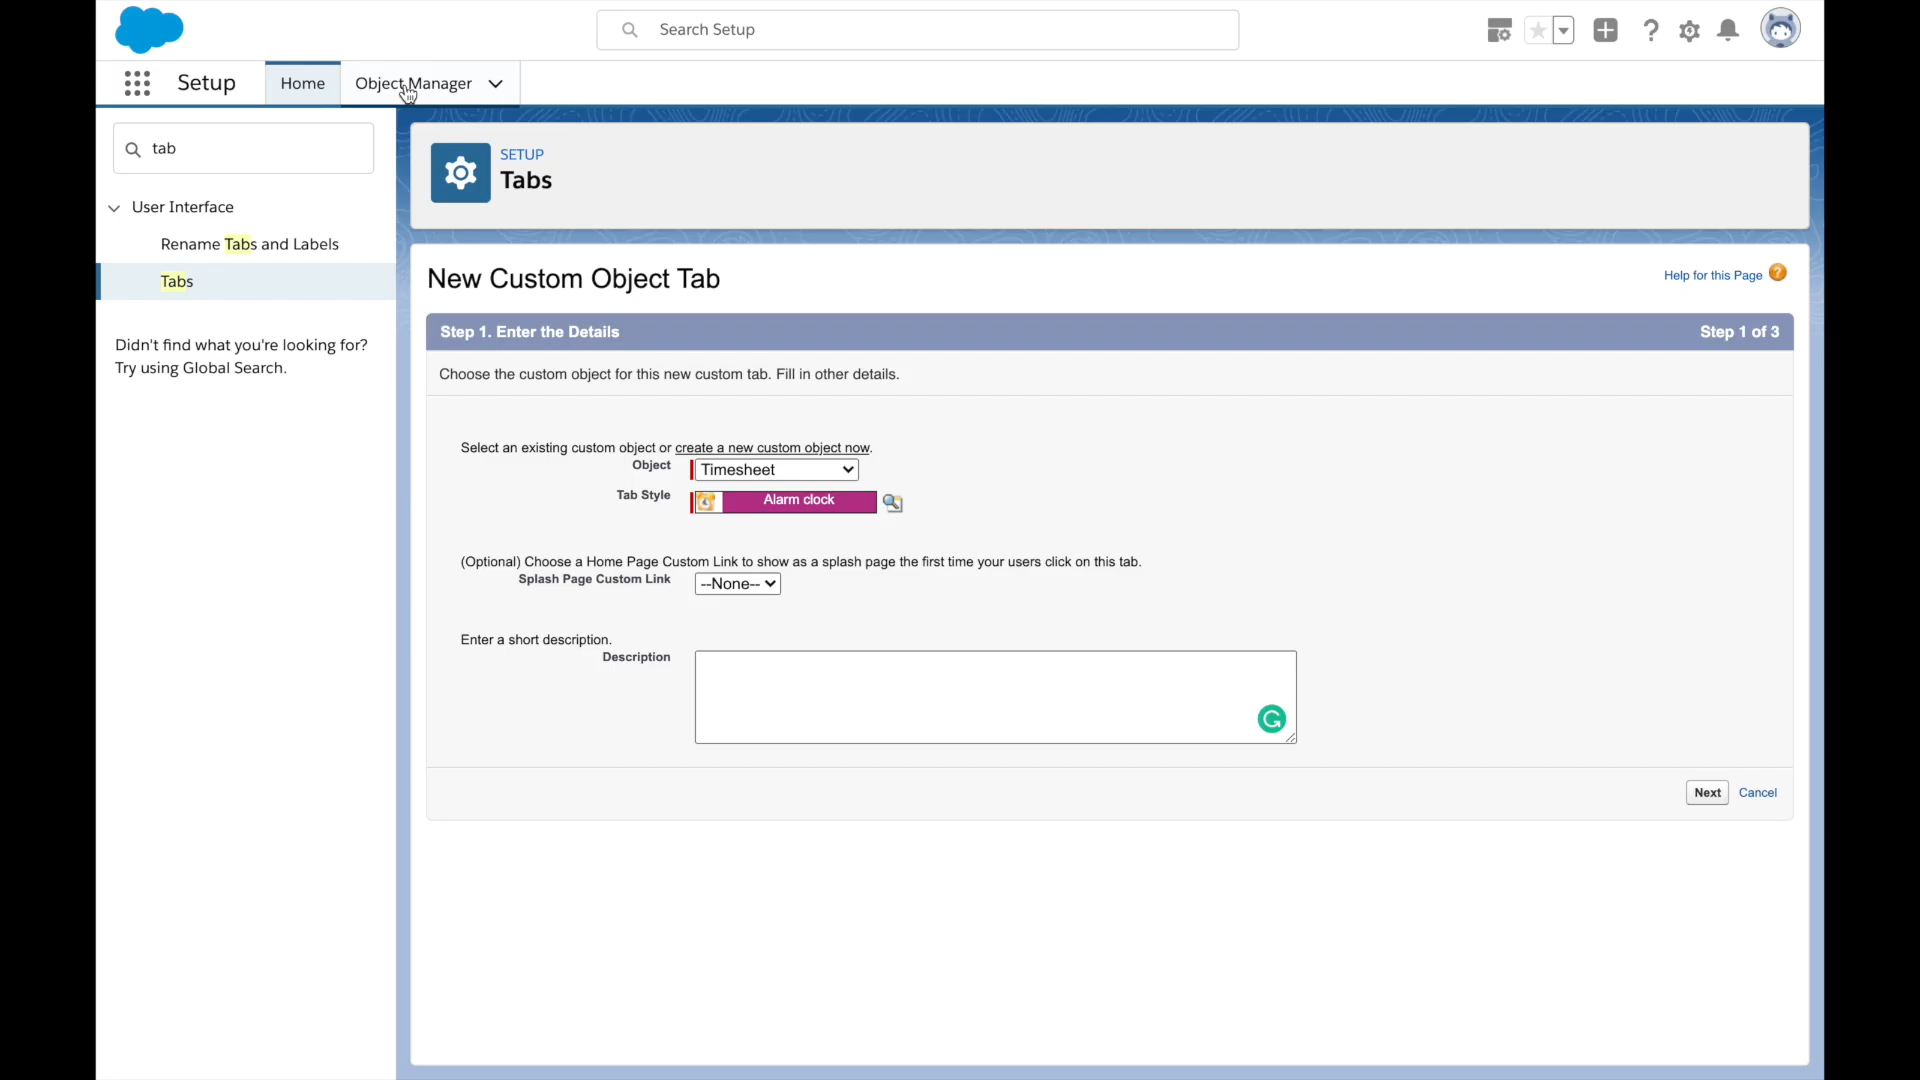 Search Setup
Setup
Home
Object Manager
tab
User Interface
Rename Tabs and Labels
Tabs
Didn't find what you're looking for?
Try using Global Search.
SETUP
Tabs
New Custom Object Tab
Help for this Page
Step 1. Enter the Details
Step 1 of 3
Choose the custom object for this new custom tab. Fill in other details.
Select an existing custom object or create a new custom object now.
Object
Timesheet
Tab Style
Alarm clock
(Optional) Choose a Home Page Custom Link to show as a splash page the first time your users click on this tab.
Splash Page Custom Link
--None--
Enter a short description.
Description
Next
Cancel